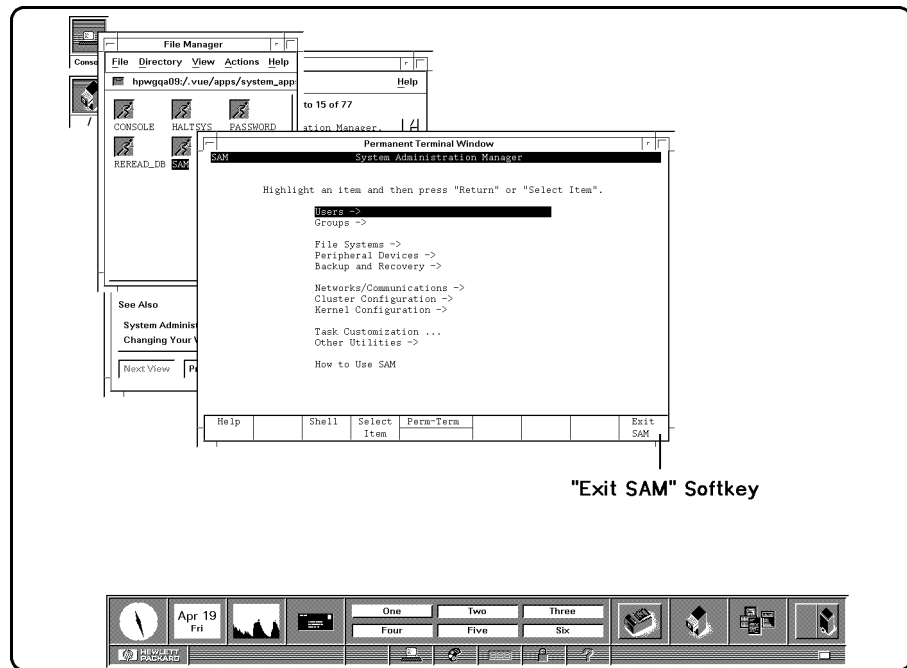 Conso
/
File Manager
File Directory View Actions Help
hpwgqa09:/.vue/apps/system_app
CONSOLE HALTSYS PASSWORD
REREAD_DB SAM
Help
to 15 of 77
ation Manager.
See Also
System Adminis
Changing Your
Next View
Permanent Terminal Window
SAM System Administration Manager
Highlight an item and then press "Return" or "Select Item".
Users ->
Groups ->
File Systems ->
Peripheral Devices ->
Backup and Recovery ->
Networks/Communications ->
Cluster Configuration ->
Kernel Configuration ->
Task Customization ...
Other Utilities ->
How to Use SAM
Help Shell Select Item Perm-Term Exit SAM
"Exit SAM" Softkey
Apr 19
Fri
One Two Three
Four Five Six
hp HEWLETT
PACKARD